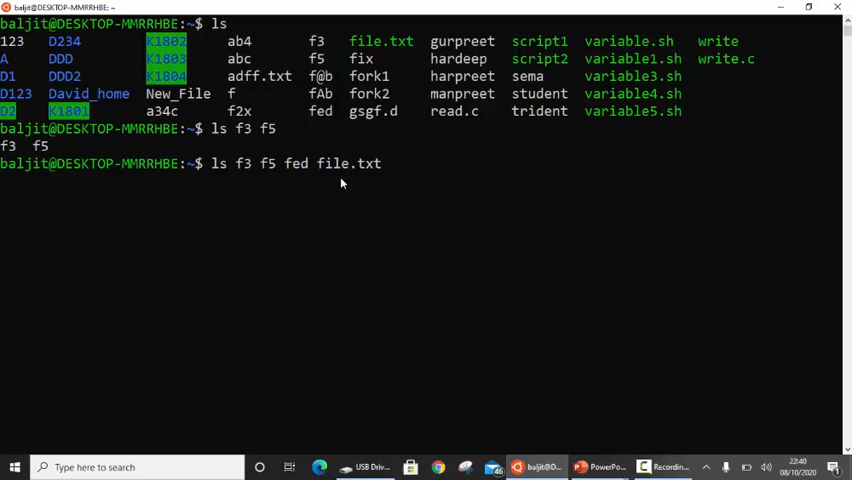 baljit@DESKTOP-MMRRHBE: ~
baljit@DESKTOP-MMRRHBE:~$ ls
123 D234 K1802 ab4 f3 file.txt gurpreet script1 variable.sh write
A DDD K1803 abc f5 fix hardeep script2 variable1.sh write.c
D1 DDD2 K1804 adff.txt f@b fork1 harpreet sema variable3.sh
D123 David_home New_File f fAb fork2 manpreet student variable4.sh
D2 K1801 a34c f2x fed gsgf.d read.c trident variable5.sh
baljit@DESKTOP-MMRRHBE:~$ ls f3 f5
f3 f5
baljit@DESKTOP-MMRRHBE:~$ ls f3 f5 fed file.txt
Type here to search
USB Driv...
46
baljit@D...
PowerPo...
Recording...
22:40
08/10/2020
1